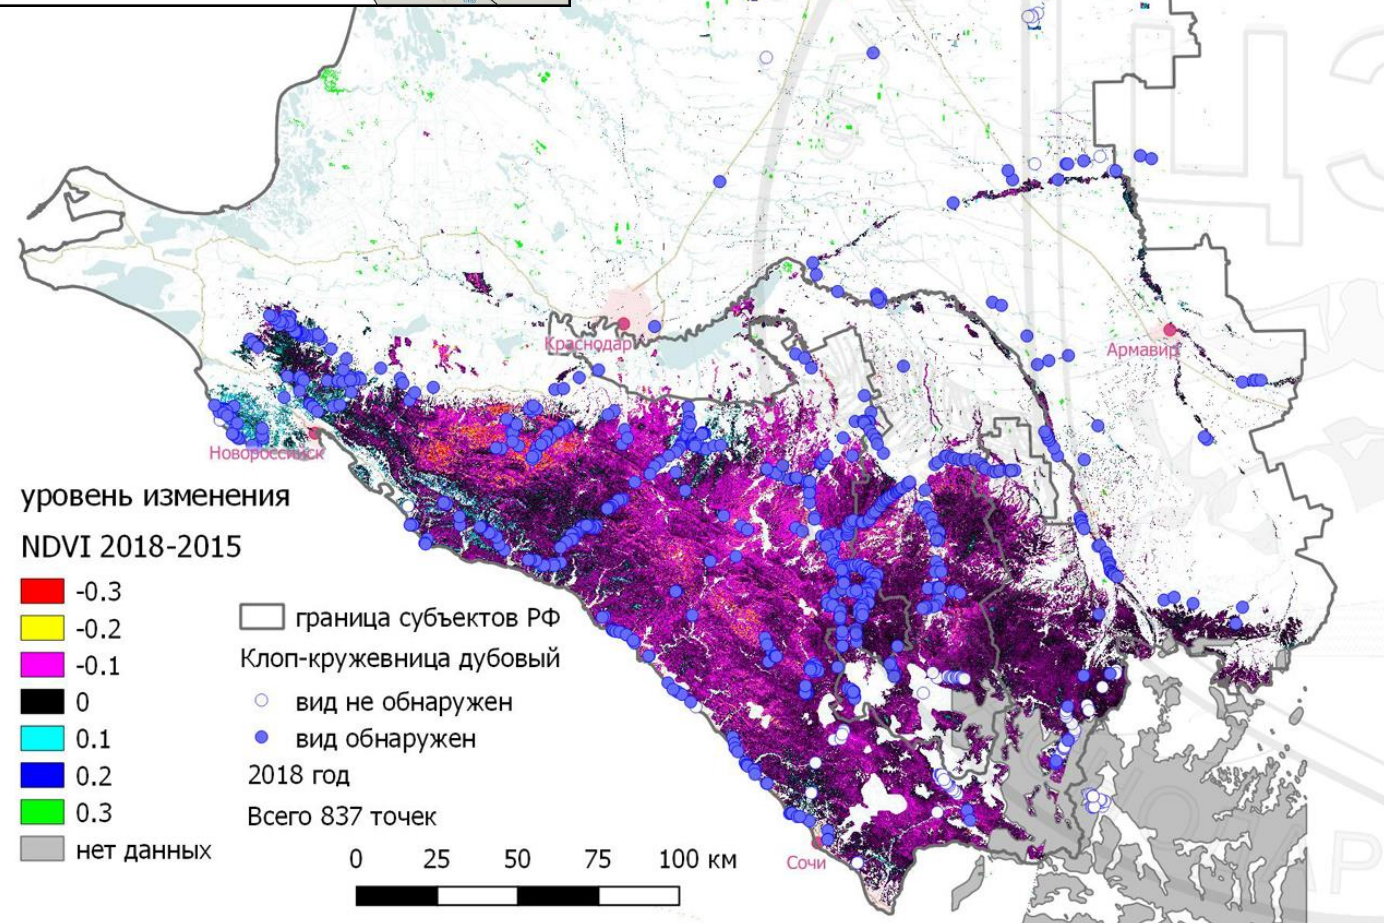 Краснодар
Армавир
Новороссийск
уровень изменения
NDVI 2018-2015
-0.3
-0.2
-0.1
0
0.1
0.2
0.3
нет данных
граница субъектов РФ
Клоп-кружевница дубовый
вид не обнаружен
вид обнаружен
2018 год
Всего 837 точек
0 25 50 75 100 км
Сочи